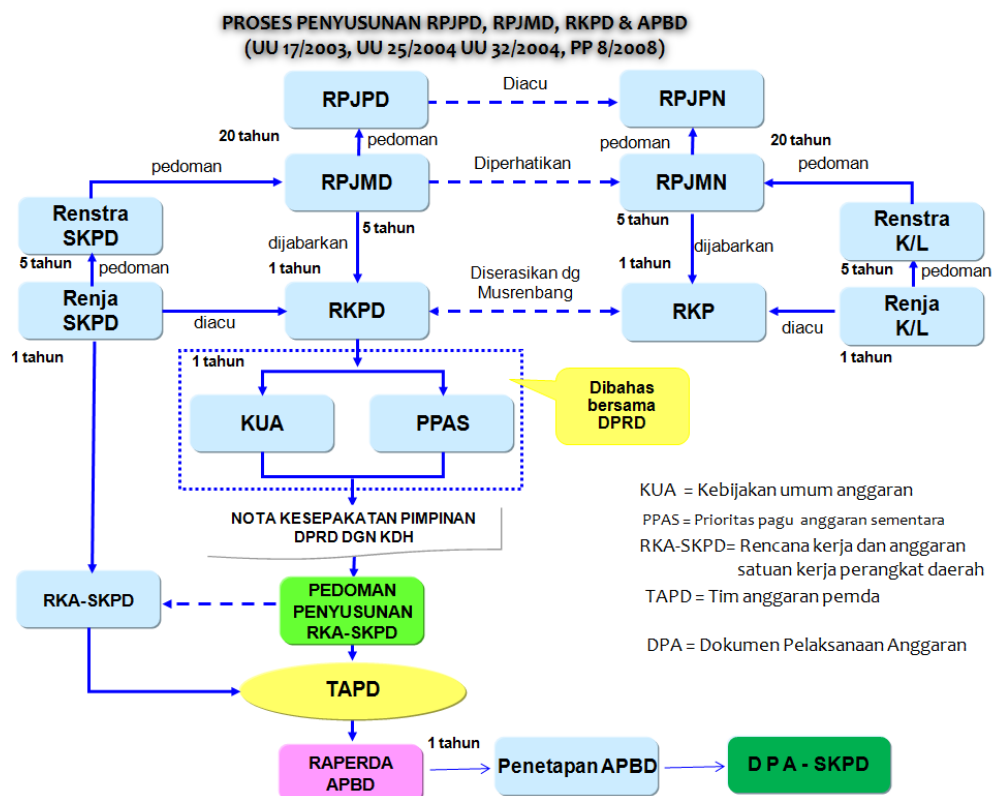 PROSES PENYUSUNAN RPJPD, RPJMD, RKPD & APBD
(UU 17/2003, UU 25/2004 UU 32/2004, PP 8/2008)
RPJPD
Diacu
RPJPN
20 tahun
pedoman
pedoman
20 tahun
pedoman
RPJMD
Diperhatikan
RPJMN
pedoman
Renstra
SKPD
5 tahun
5 tahun
Renstra
K/L
5 tahun
pedoman
dijabarkan
1 tahun
dijabarkan
1 tahun
5 tahun
pedoman
Renja
SKPD
diacu
RKPD
Diserasikan dg
Musrenbang
RKP
diacu
Renja
K/L
1 tahun
1 tahun
1 tahun
KUA
PPAS
Dibahas
bersama
DPRD
NOTA KESEPAKATAN PIMPINAN
DPRD DGN KDH
KUA = Kebijakan umum anggaran
PPAS = Prioritas pagu anggaran sementara
RKA-SKPD= Rencana kerja dan anggaran
satuan kerja perangkat daerah
TAPD = Tim anggaran pemda
DPA = Dokumen Pelaksanaan Anggaran
RKA-SKPD
PEDOMAN
PENYUSUNAN
RKA-SKPD
TAPD
RAPERDA
APBD
1 tahun
Penetapan APBD
D P A - SKPD